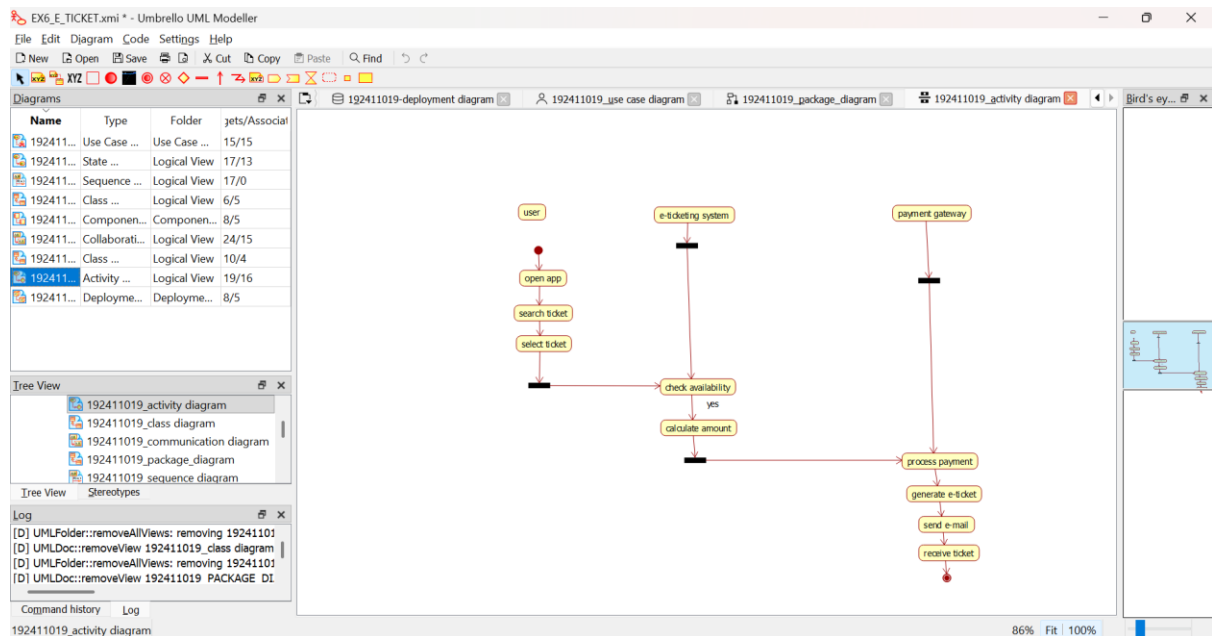 EX6_E_TICKET.xmi * - Umbrello UML Modeller
File Edit Diagram Code Settings Help
New Open Save Cut Copy Paste Find
XYZ XYZ XYZ XYZ
Diagrams
192411019-deployment diagram 192411019_use case diagram 192411019_package_diagram 192411019_activity diagram
Bird's ey...
Name Type Folder gets/Associat
192411... Use Case ... Use Case ... 15/15
192411... State ... Logical View 17/13
192411... Sequence ... Logical View 17/0
192411... Class ... Logical View 6/5
192411... Componen... Componen... 8/5
192411... Collaborati... Logical View 24/15
192411... Class ... Logical View 10/4
192411... Activity ... Logical View 19/16
192411... Deployme... Deployme... 8/5
user
e-ticketing system
payment gateway
open app
search ticket
select ticket
check availability
yes
calculate amount
process payment
generate e-ticket
send e-mail
receive ticket
Tree View
192411019_activity diagram
192411019_class diagram
192411019_communication diagram
192411019_package_diagram
192411019_sequence diagram
Tree View Stereotypes
Log
[D] UMLFolder::removeAllViews: removing 19241101
[D] UMLDoc::removeView 192411019_class diagram
[D] UMLFolder::removeAllViews: removing 19241101
[D] UMLDoc::removeView 192411019_PACKAGE_DI
Command history Log
192411019_activity diagram
86% Fit 100%